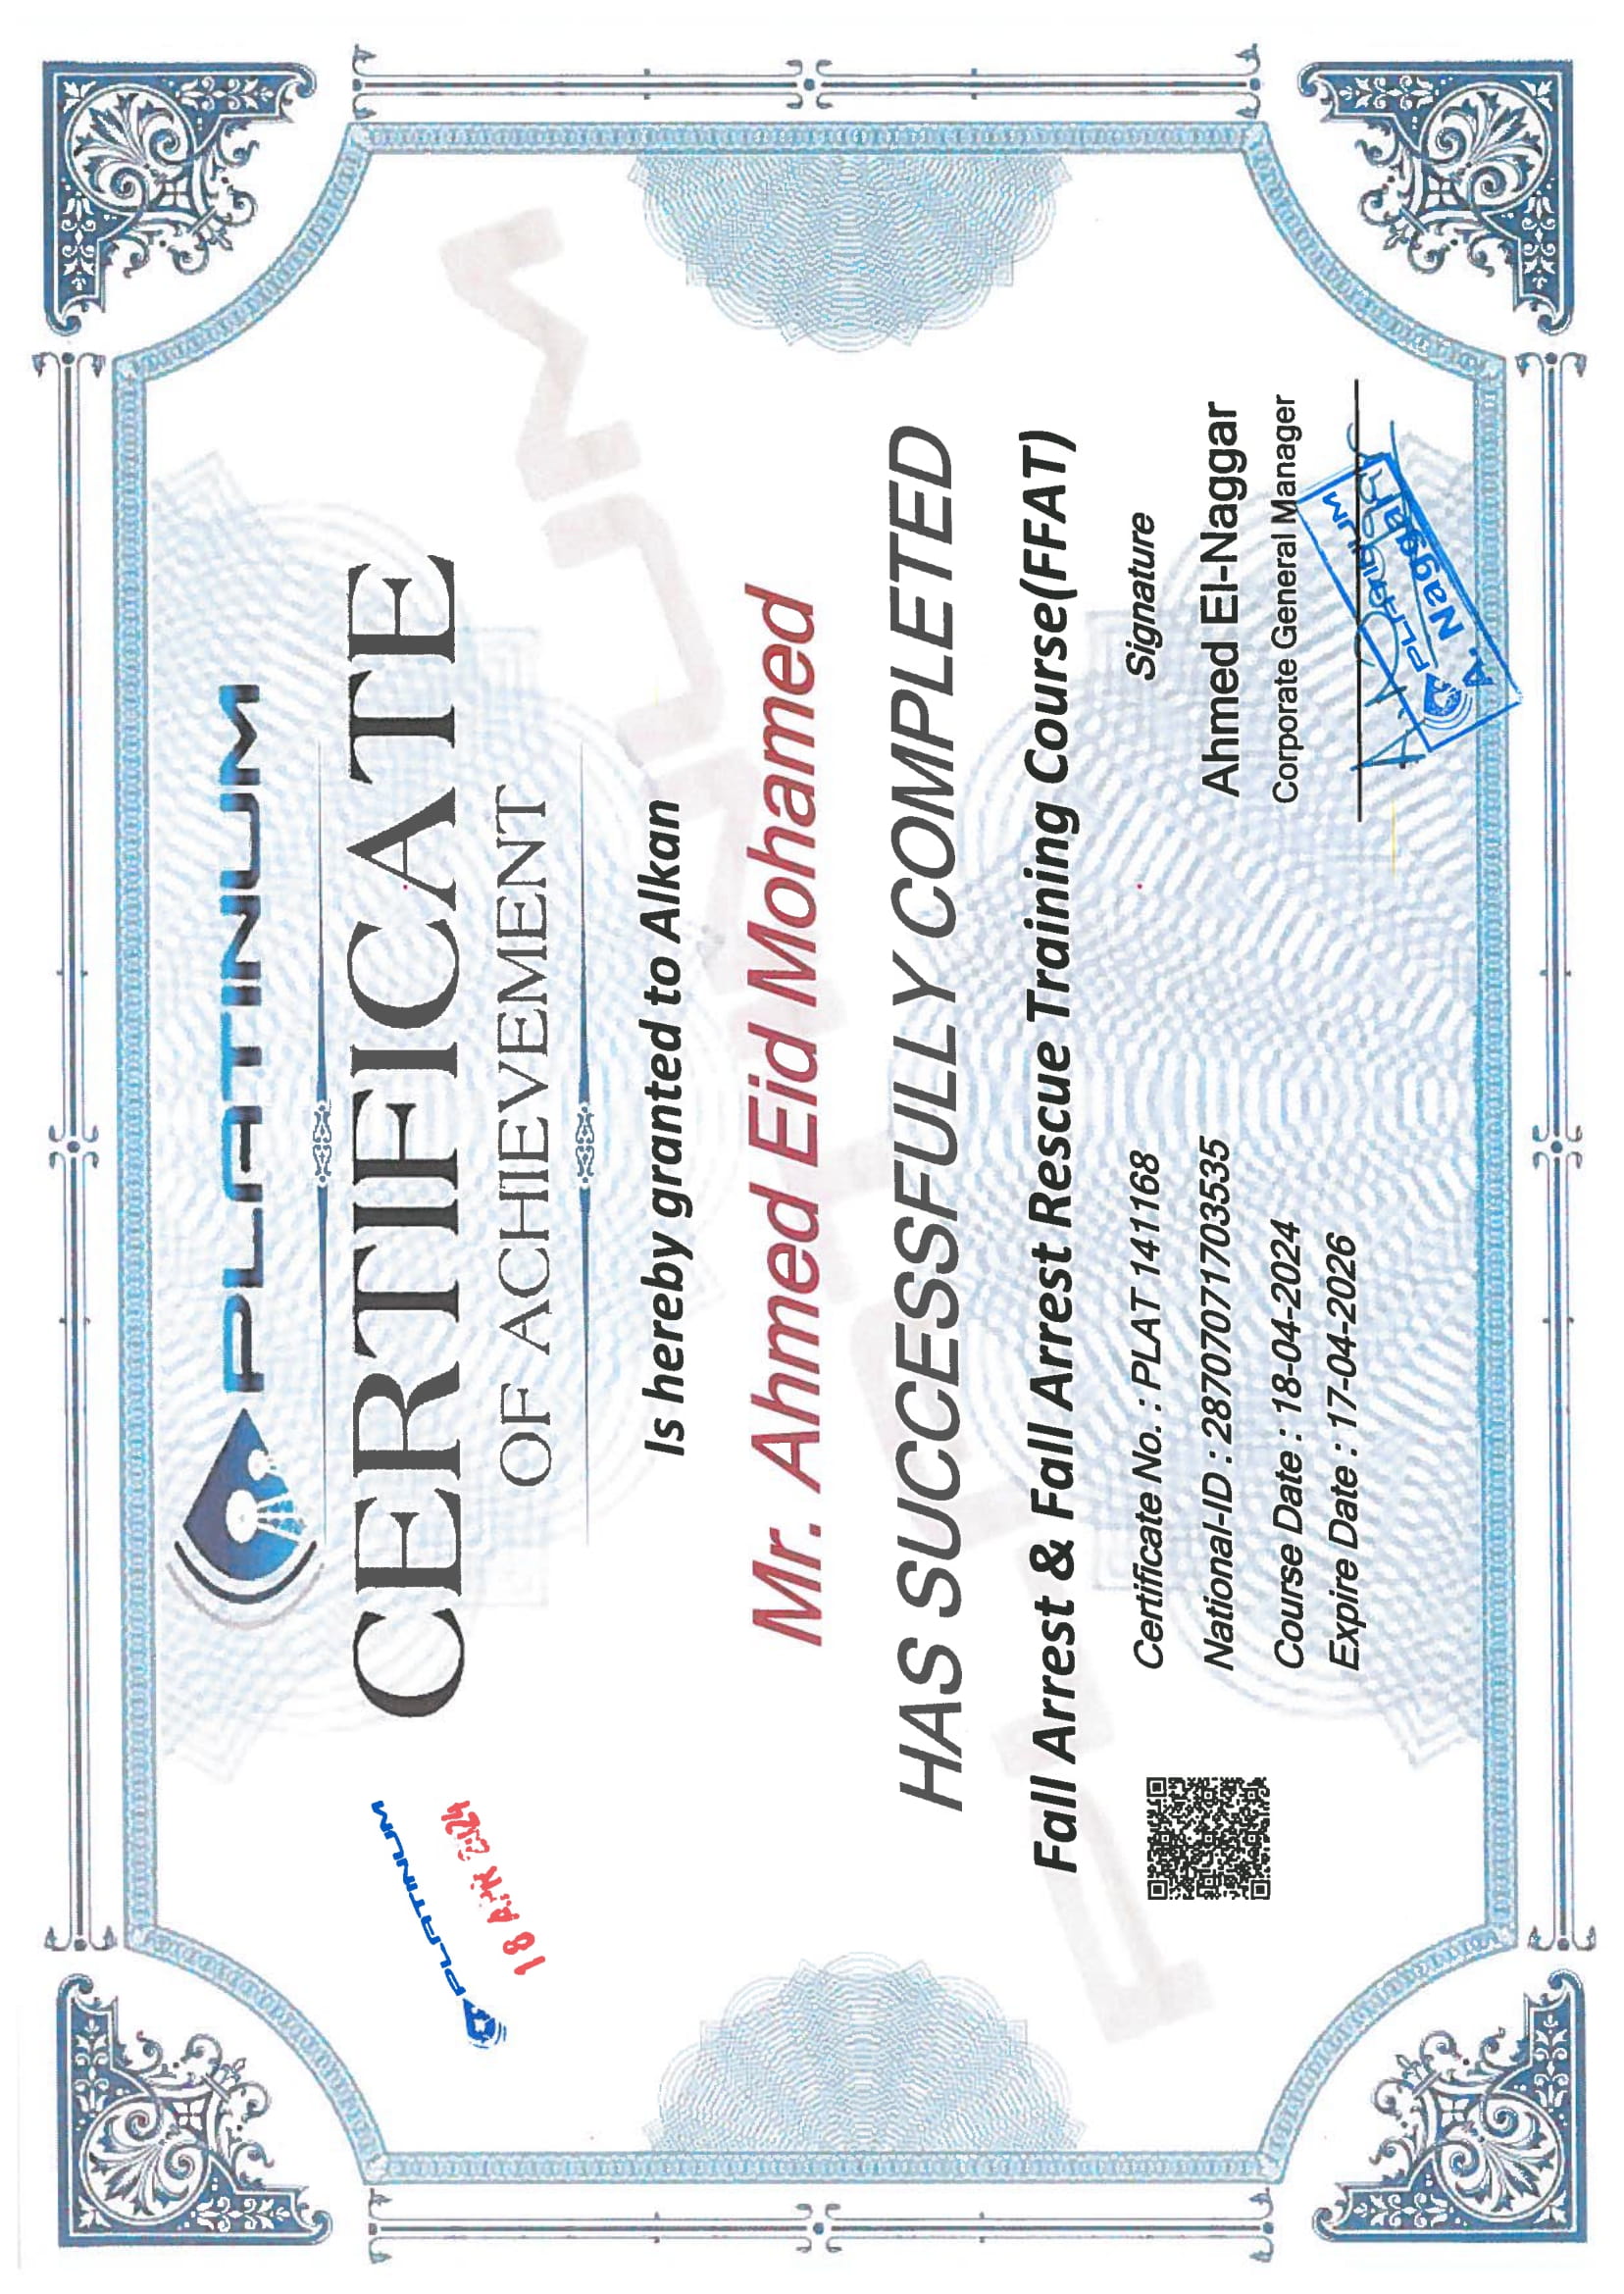 PLATINUM
CERTIFICATE
OF ACHIEVEMENT
PLATINUM
18 APR 2024
Is hereby granted to Alkan
Mr. Ahmed Eid Mohamed
HAS SUCCESSFULLY COMPLETED
Fall Arrest & Fall Arrest Rescue Training Course(FFAT)
Certificate No. : PLAT 141168
National-ID : 28707071703535
Course Date : 18-04-2024
Expire Date : 17-04-2026
Signature
Ahmed El-Naggar
Corporate General Manager
A. Naggar
PLATINUM
A. Naggar
PLATINUM